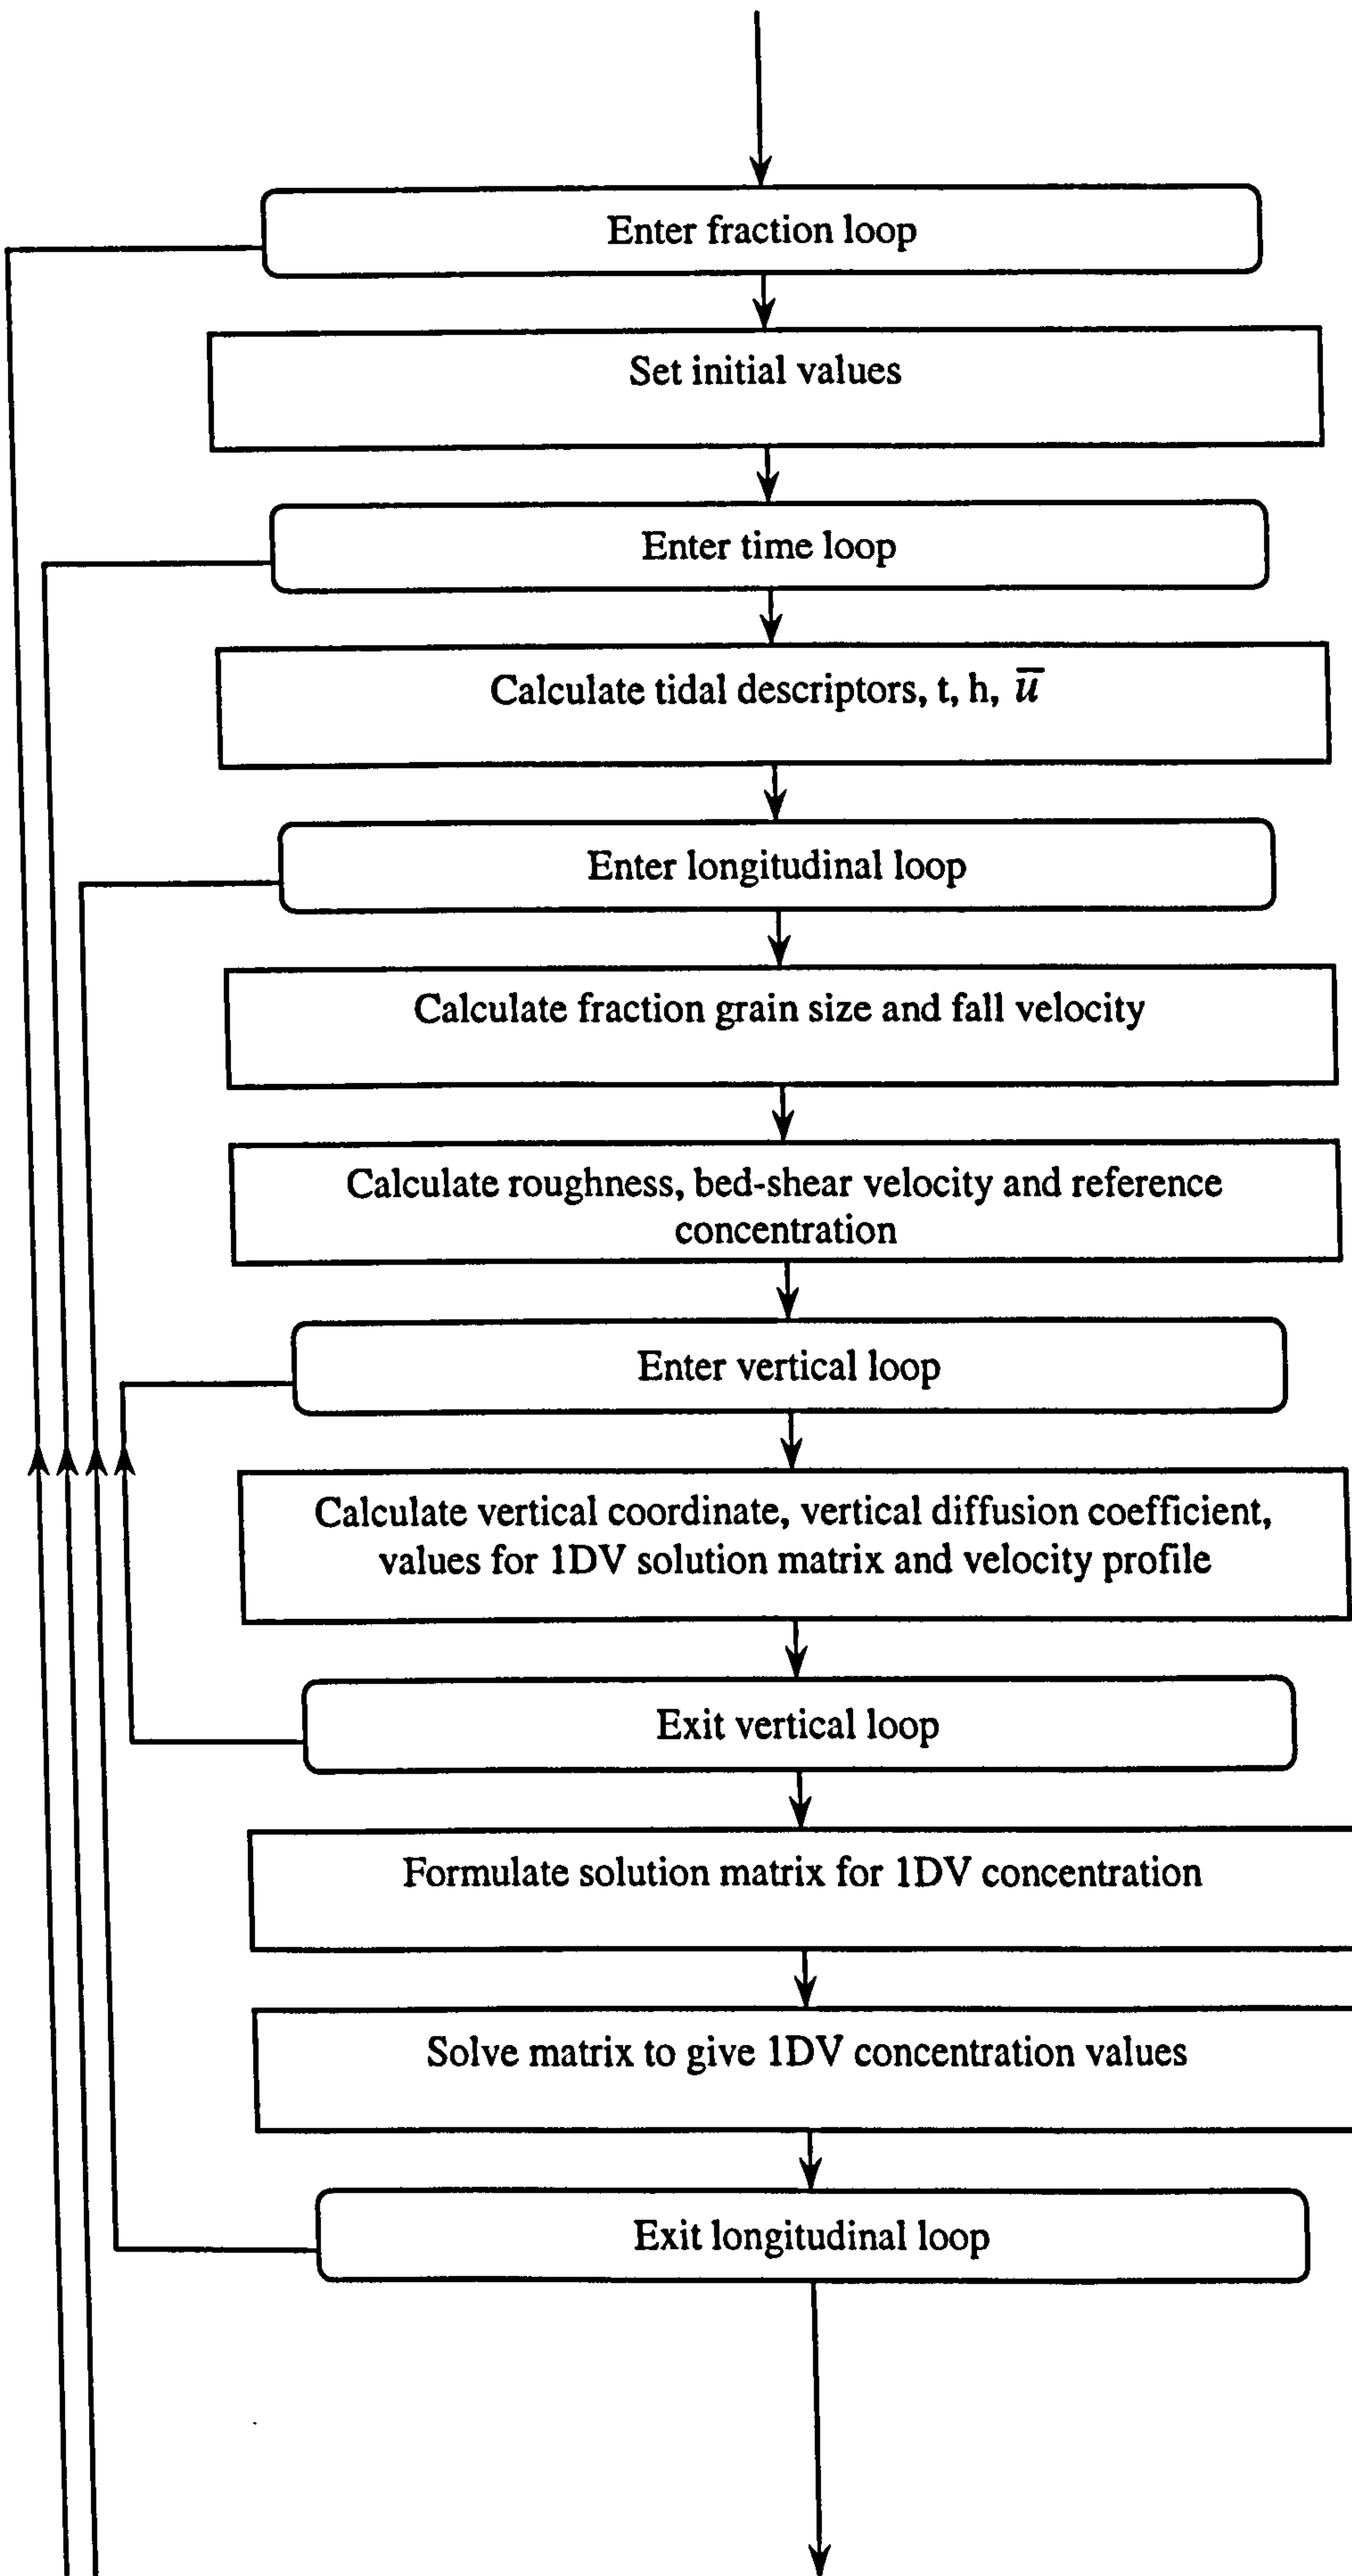 Enter fraction loop
Set initial values
Enter time loop
Calculate tidal descriptors, t, h, u̅
Enter longitudinal loop
Calculate fraction grain size and fall velocity
Calculate roughness, bed-shear velocity and reference
concentration
Enter vertical loop
Calculate vertical coordinate, vertical diffusion coefficient,
values for 1DV solution matrix and velocity profile
Exit vertical loop
Formulate solution matrix for 1DV concentration
Solve matrix to give 1DV concentration values
Exit longitudinal loop